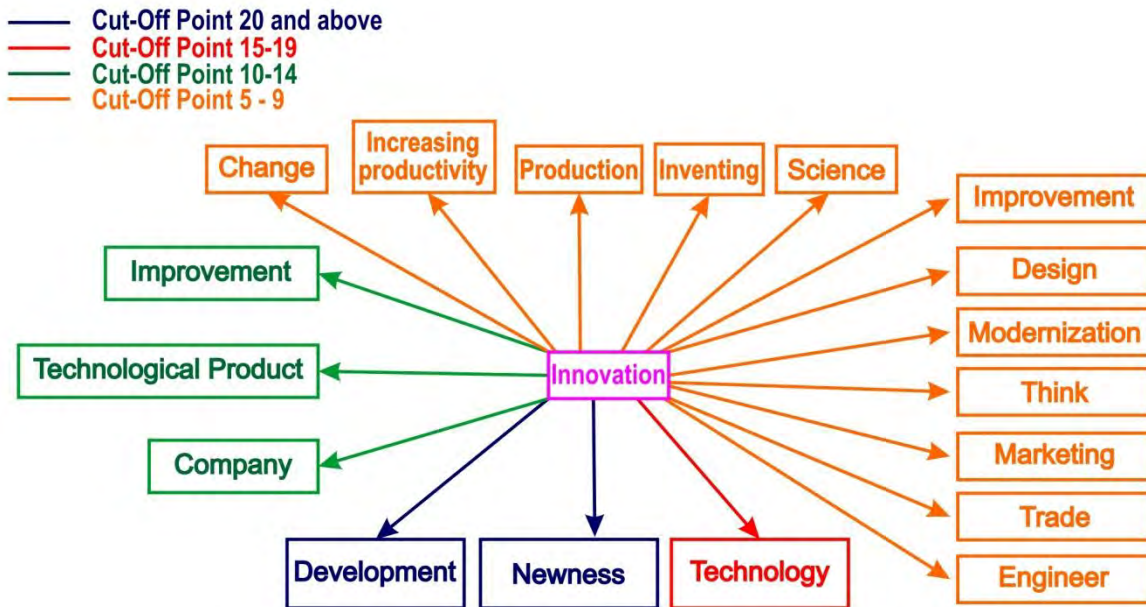 Cut-Off Point 20 and above
Cut-Off Point 15-19
Cut-Off Point 10-14
Cut-Off Point 5 - 9
Change
Increasing
productivity
Production
Inventing
Science
Improvement
Improvement
Design
Modernization
Technological Product
Innovation
Think
Company
Marketing
Trade
Development
Newness
Technology
Engineer